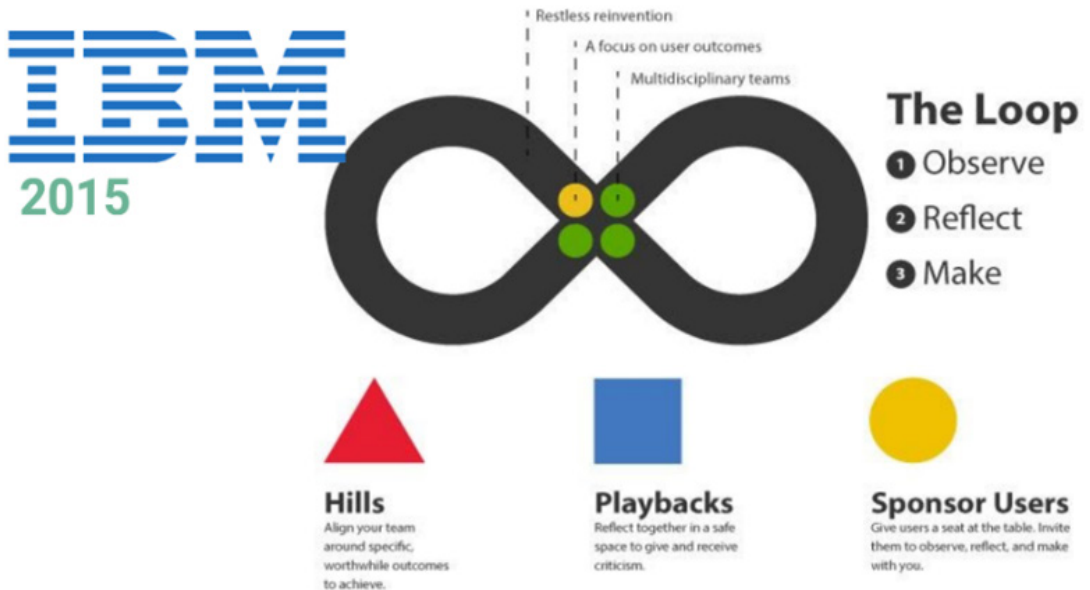 IBM
2015
Restless reinvention
A focus on user outcomes
Multidisciplinary teams
The Loop
1 Observe
2 Reflect
3 Make
Hills
Align your team
around specific,
worthwhile outcomes
to achieve.
Playbacks
Reflect together in a safe
space to give and receive
criticism.
Sponsor Users
Give users a seat at the table. Invite
them to observe, reflect, and make
with you.